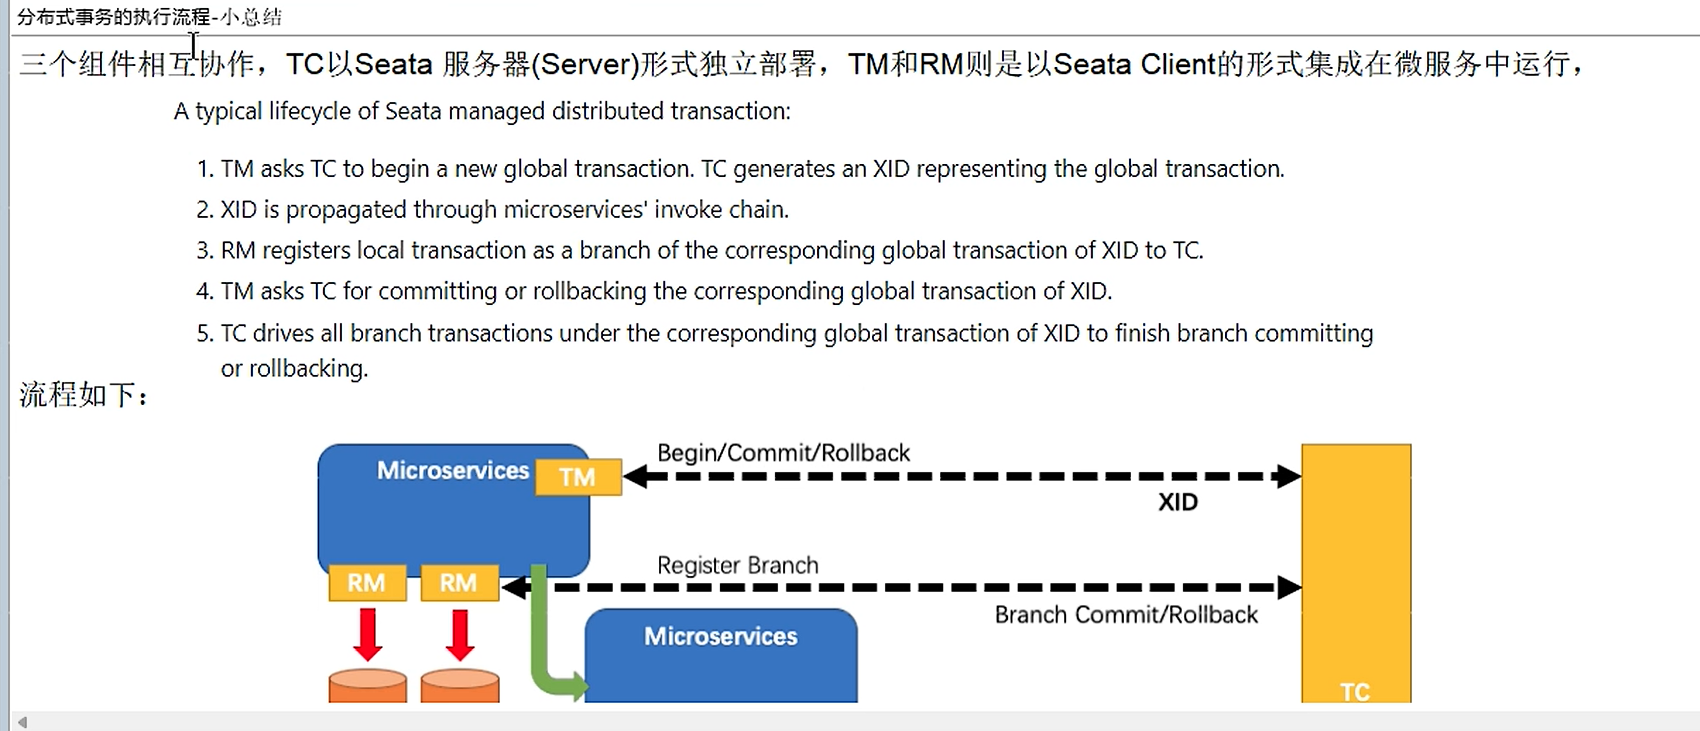 分布式事务的执行流程-小总结
三个组件相互协作，TC以Seata 服务器(Server)形式独立部署，TM和RM则是以Seata Client的形式集成在微服务中运行，
A typical lifecycle of Seata managed distributed transaction:
1. TM asks TC to begin a new global transaction. TC generates an XID representing the global transaction.
2. XID is propagated through microservices' invoke chain.
3. RM registers local transaction as a branch of the corresponding global transaction of XID to TC.
4. TM asks TC for committing or rollbacking the corresponding global transaction of XID.
5. TC drives all branch transactions under the corresponding global transaction of XID to finish branch committing
or rollbacking.
流程如下：
Begin/Commit/Rollback
Microservices
TM
XID
Register Branch
RM
RM
Branch Commit/Rollback
Microservices
TC